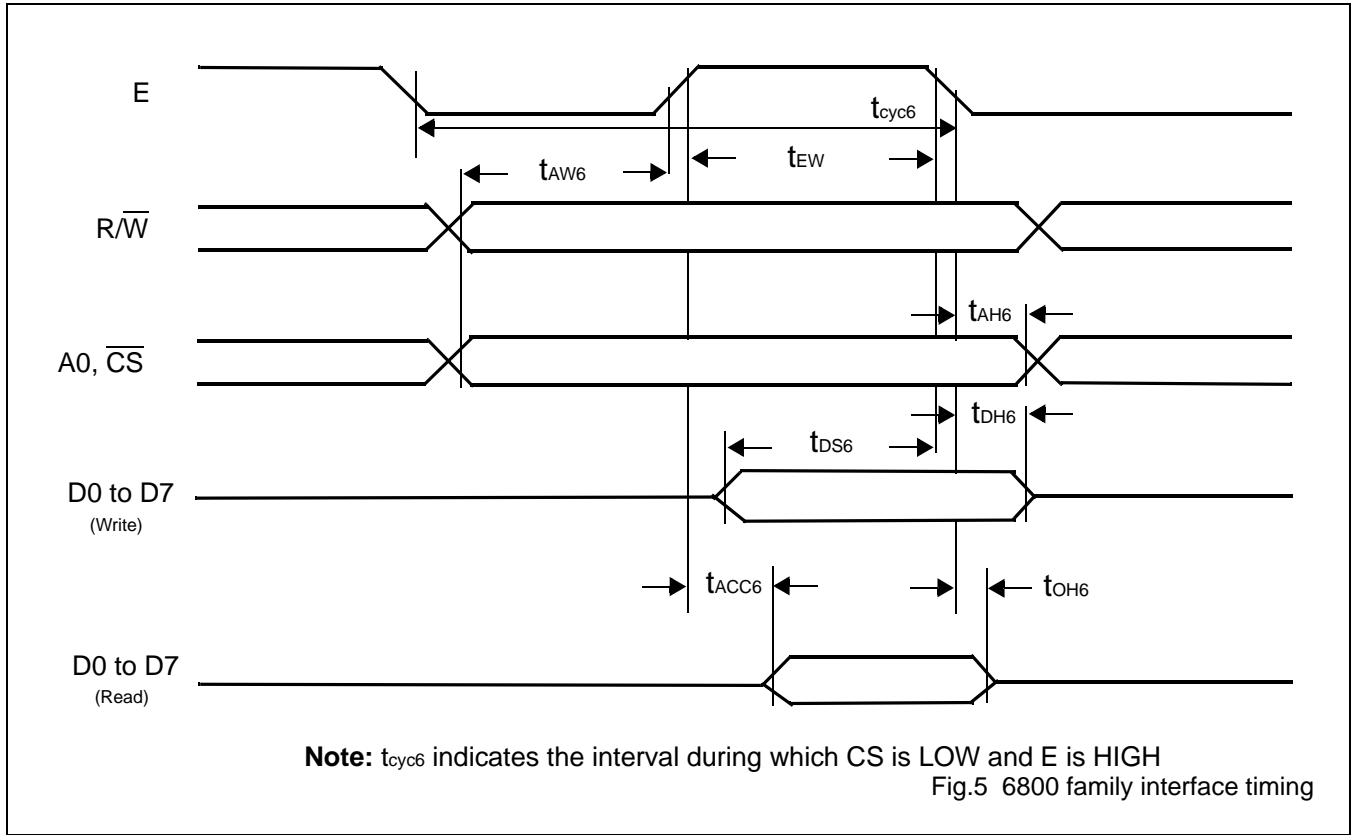 E
tcyc6
tAW6
tEW
R/W̅
tAH6
A0, C̅S̅
tDH6
tDS6
D0 to D7
(Write)
tACC6
tOH6
D0 to D7
(Read)
Note: tcyc6 indicates the interval during which CS is LOW and E is HIGH
Fig.5 6800 family interface timing